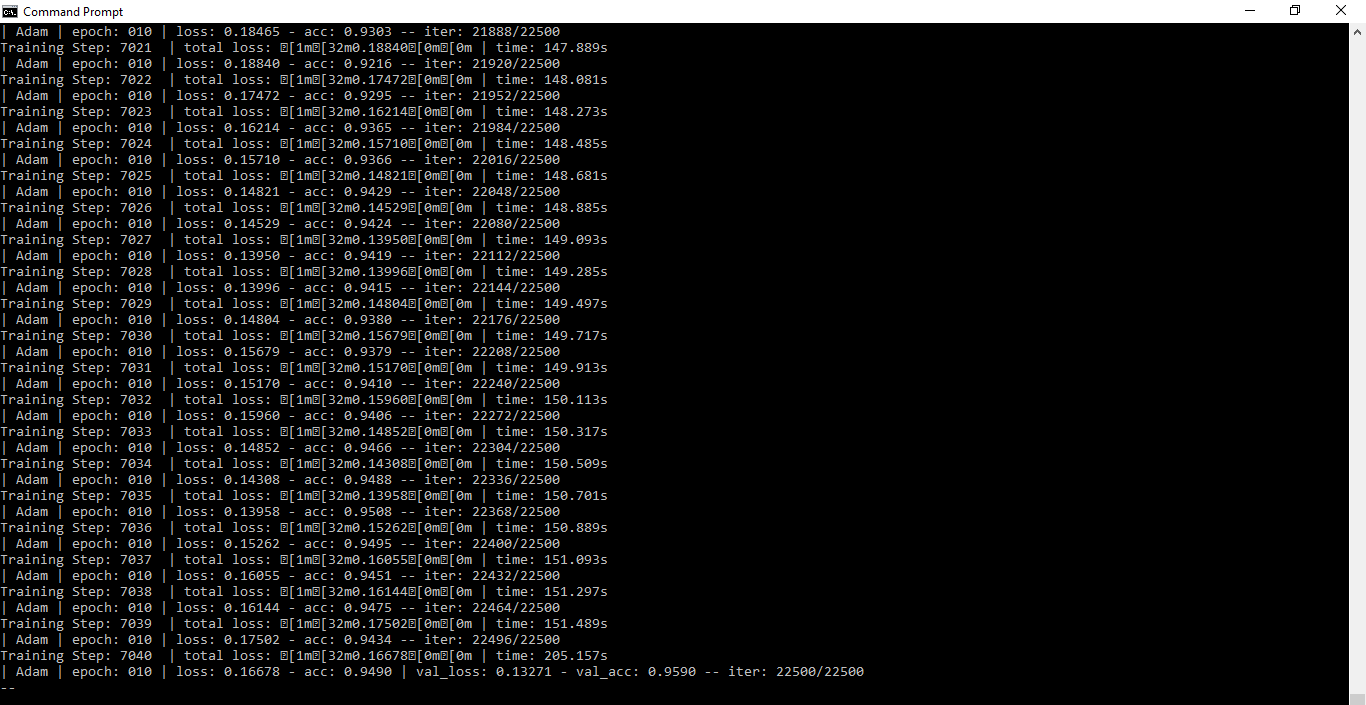 Command Prompt
| Adam | epoch: 010 | loss: 0.18465 - acc: 0.9303 -- iter: 21888/22500
Training Step: 7021  | total loss: [1m[32m0.18840[0m[0m | time: 147.889s
| Adam | epoch: 010 | loss: 0.18840 - acc: 0.9216 -- iter: 21920/22500
Training Step: 7022  | total loss: [1m[32m0.17472[0m[0m | time: 148.081s
| Adam | epoch: 010 | loss: 0.17472 - acc: 0.9295 -- iter: 21952/22500
Training Step: 7023  | total loss: [1m[32m0.16214[0m[0m | time: 148.273s
| Adam | epoch: 010 | loss: 0.16214 - acc: 0.9365 -- iter: 21984/22500
Training Step: 7024  | total loss: [1m[32m0.15710[0m[0m | time: 148.485s
| Adam | epoch: 010 | loss: 0.15710 - acc: 0.9366 -- iter: 22016/22500
Training Step: 7025  | total loss: [1m[32m0.14821[0m[0m | time: 148.681s
| Adam | epoch: 010 | loss: 0.14821 - acc: 0.9429 -- iter: 22048/22500
Training Step: 7026  | total loss: [1m[32m0.14529[0m[0m | time: 148.885s
| Adam | epoch: 010 | loss: 0.14529 - acc: 0.9424 -- iter: 22080/22500
Training Step: 7027  | total loss: [1m[32m0.13950[0m[0m | time: 149.093s
| Adam | epoch: 010 | loss: 0.13950 - acc: 0.9419 -- iter: 22112/22500
Training Step: 7028  | total loss: [1m[32m0.13996[0m[0m | time: 149.285s
| Adam | epoch: 010 | loss: 0.13996 - acc: 0.9415 -- iter: 22144/22500
Training Step: 7029  | total loss: [1m[32m0.14804[0m[0m | time: 149.497s
| Adam | epoch: 010 | loss: 0.14804 - acc: 0.9380 -- iter: 22176/22500
Training Step: 7030  | total loss: [1m[32m0.15679[0m[0m | time: 149.717s
| Adam | epoch: 010 | loss: 0.15679 - acc: 0.9379 -- iter: 22208/22500
Training Step: 7031  | total loss: [1m[32m0.15170[0m[0m | time: 149.913s
| Adam | epoch: 010 | loss: 0.15170 - acc: 0.9410 -- iter: 22240/22500
Training Step: 7032  | total loss: [1m[32m0.15960[0m[0m | time: 150.113s
| Adam | epoch: 010 | loss: 0.15960 - acc: 0.9406 -- iter: 22272/22500
Training Step: 7033  | total loss: [1m[32m0.14852[0m[0m | time: 150.317s
| Adam | epoch: 010 | loss: 0.14852 - acc: 0.9466 -- iter: 22304/22500
Training Step: 7034  | total loss: [1m[32m0.14308[0m[0m | time: 150.509s
| Adam | epoch: 010 | loss: 0.14308 - acc: 0.9488 -- iter: 22336/22500
Training Step: 7035  | total loss: [1m[32m0.13958[0m[0m | time: 150.701s
| Adam | epoch: 010 | loss: 0.13958 - acc: 0.9508 -- iter: 22368/22500
Training Step: 7036  | total loss: [1m[32m0.15262[0m[0m | time: 150.889s
| Adam | epoch: 010 | loss: 0.15262 - acc: 0.9495 -- iter: 22400/22500
Training Step: 7037  | total loss: [1m[32m0.16055[0m[0m | time: 151.093s
| Adam | epoch: 010 | loss: 0.16055 - acc: 0.9451 -- iter: 22432/22500
Training Step: 7038  | total loss: [1m[32m0.16144[0m[0m | time: 151.297s
| Adam | epoch: 010 | loss: 0.16144 - acc: 0.9475 -- iter: 22464/22500
Training Step: 7039  | total loss: [1m[32m0.17502[0m[0m | time: 151.489s
| Adam | epoch: 010 | loss: 0.17502 - acc: 0.9434 -- iter: 22496/22500
Training Step: 7040  | total loss: [1m[32m0.16678[0m[0m | time: 205.157s
| Adam | epoch: 010 | loss: 0.16678 - acc: 0.9490 | val_loss: 0.13271 - val_acc: 0.9590 -- iter: 22500/22500
--